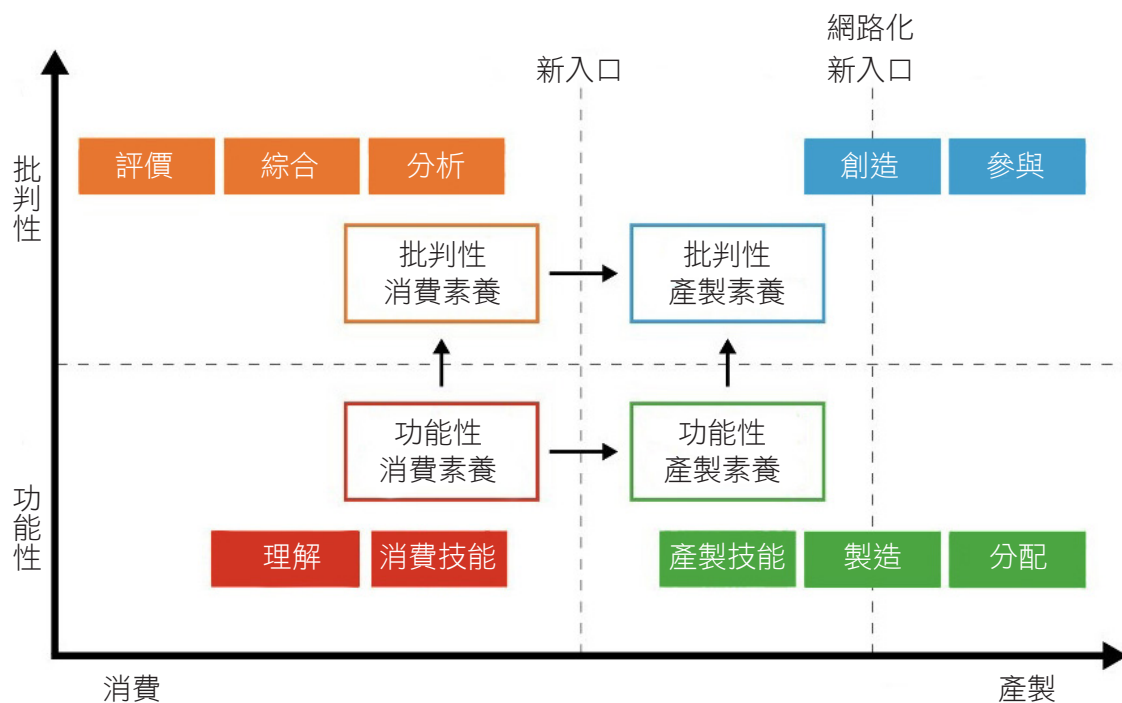 網路化
新入口
新入口
批判性
評價
綜合
分析
創造
參與
批判性
消費素養
批判性
產製素養
功能性
功能性
消費素養
功能性
產製素養
理解
消費技能
產製技能
製造
分配
消費
產製